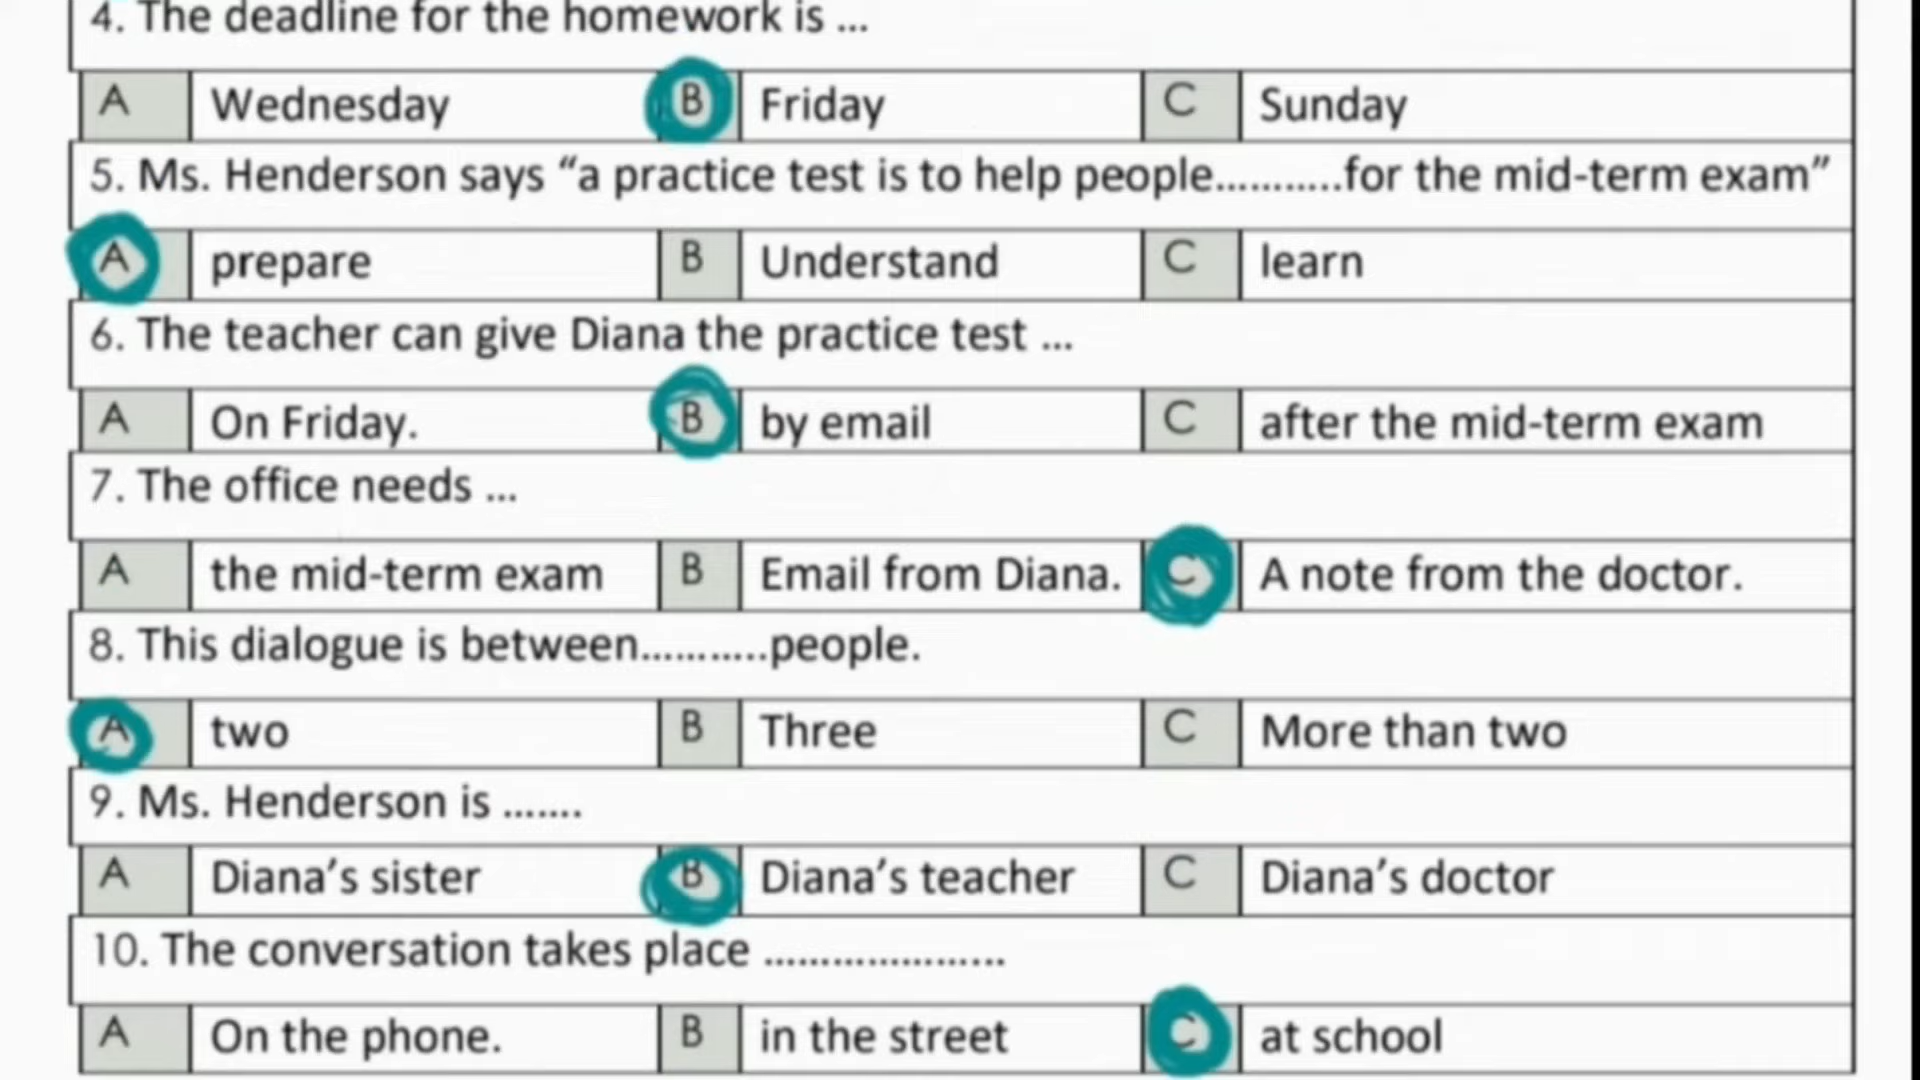 4. The deadline for the homework is ...
A Wednesday B Friday C Sunday
5. Ms. Henderson says “a practice test is to help people...........for the mid-term exam”
A prepare B Understand C learn
6. The teacher can give Diana the practice test ...
A On Friday. B by email C after the mid-term exam
7. The office needs ...
A the mid-term exam B Email from Diana. C A note from the doctor.
8. This dialogue is between...........people.
A two B Three C More than two
9. Ms. Henderson is .......
A Diana’s sister B Diana’s teacher C Diana’s doctor
10. The conversation takes place .....................
A On the phone. B in the street C at school